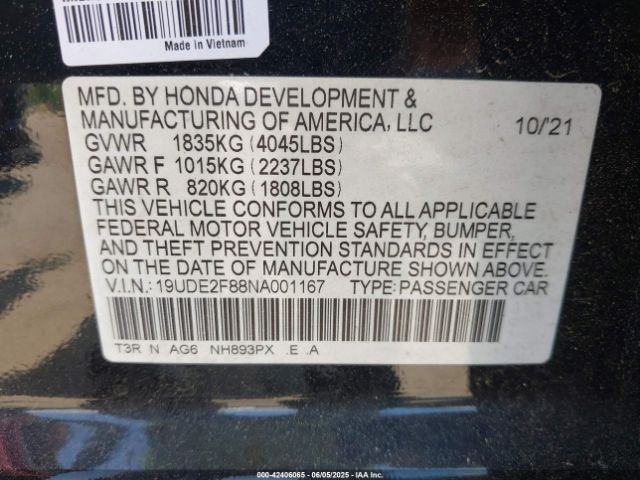 Made in Vietnam
MFD. BY HONDA DEVELOPMENT &
MANUFACTURING OF AMERICA, LLC 10/21
GVWR 1835KG (4045LBS)
GAWR F 1015KG (2237LBS)
GAWR R 820KG (1808LBS)
THIS VEHICLE CONFORMS TO ALL APPLICABLE
FEDERAL MOTOR VEHICLE SAFETY, BUMPER,
AND THEFT PREVENTION STANDARDS IN EFFECT
ON THE DATE OF MANUFACTURE SHOWN ABOVE.
V.I.N.: 19UDE2F88NA001167 TYPE: PASSENGER CAR
T3R N AG6 NH893PX .E .A
000-42406065 - 06/05/2025 - IAA Inc.